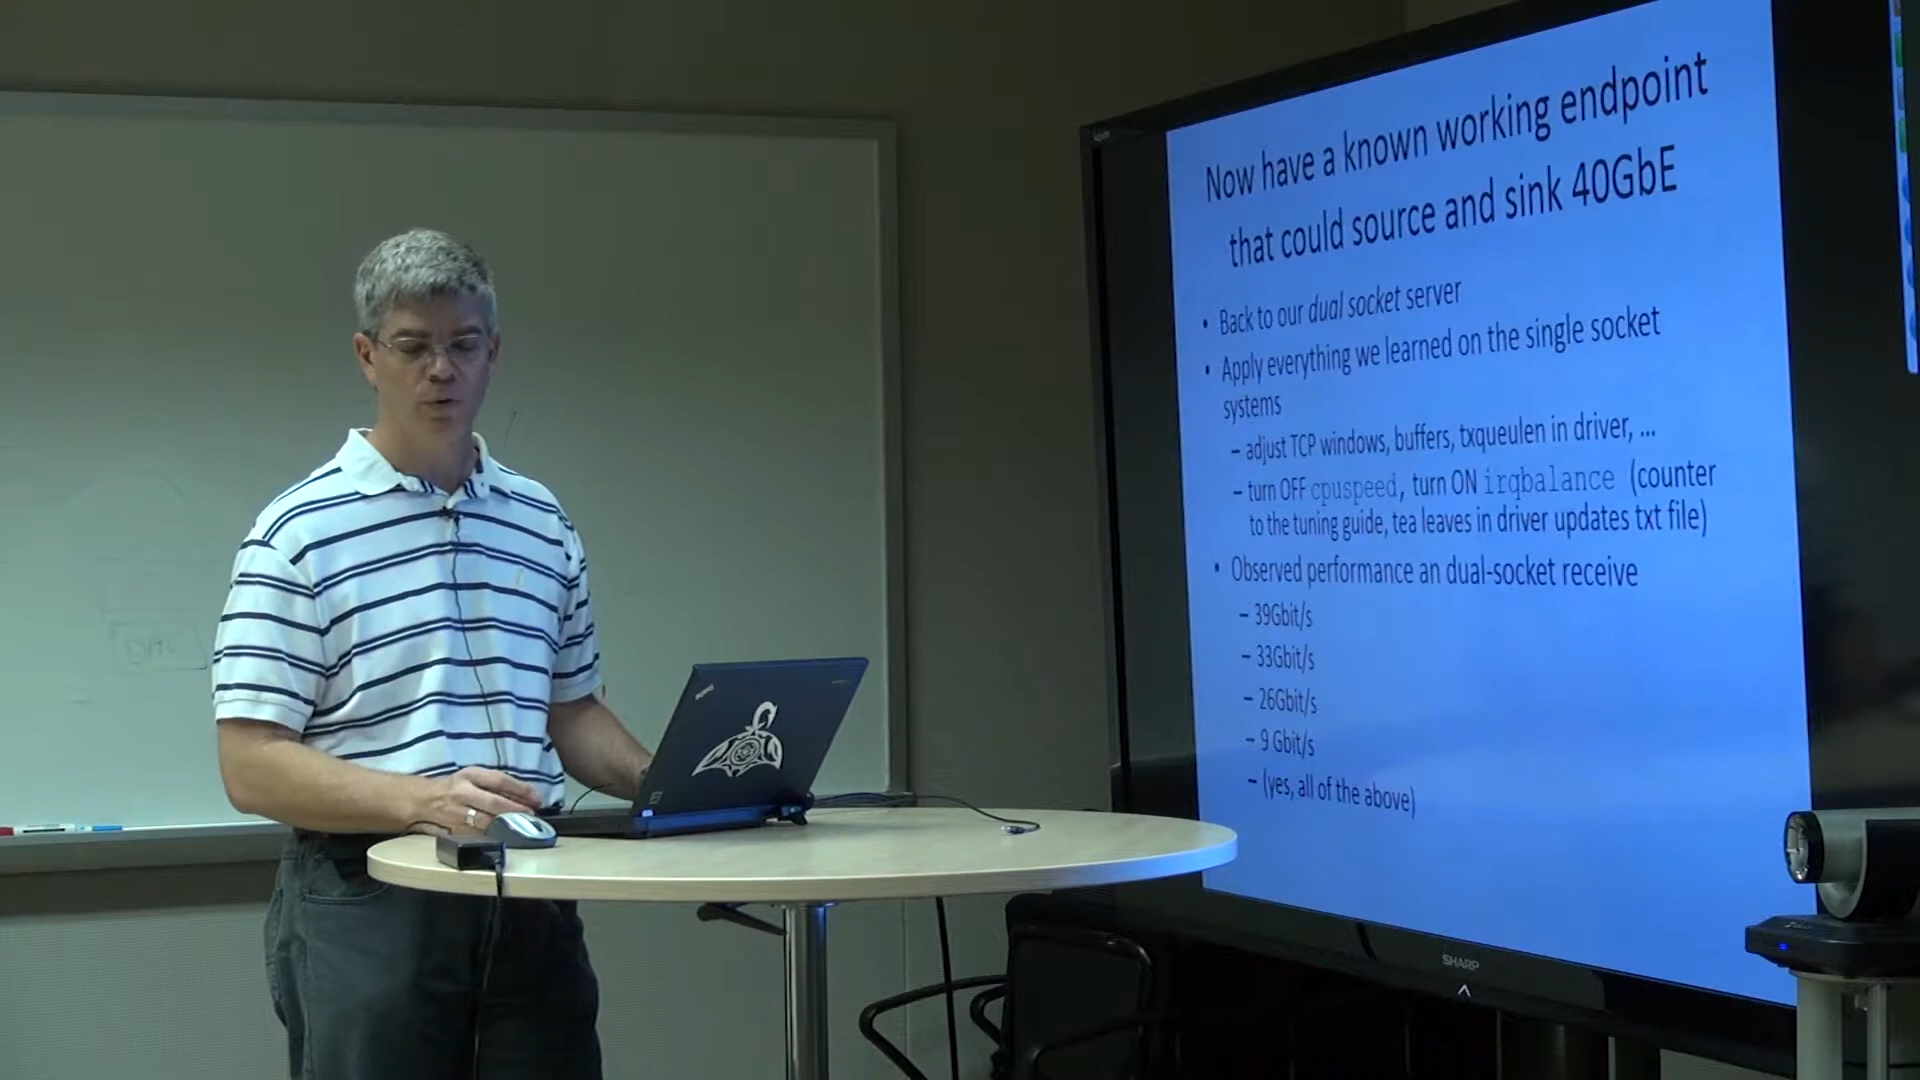 Now have a known working endpoint
that could source and sink 40GbE
• Back to our dual socket server
• Apply everything we learned on the single socket
systems
– adjust TCP windows, buffers, txqueulen in driver, ...
– turn OFF cpuspeed, turn ON irqbalance (counter
to the tuning guide, tea leaves in driver updates txt file)
• Observed performance an dual-socket receive
– 39Gbit/s
– 33Gbit/s
– 26Gbit/s
– 9 Gbit/s
– (yes, all of the above)
SHARP